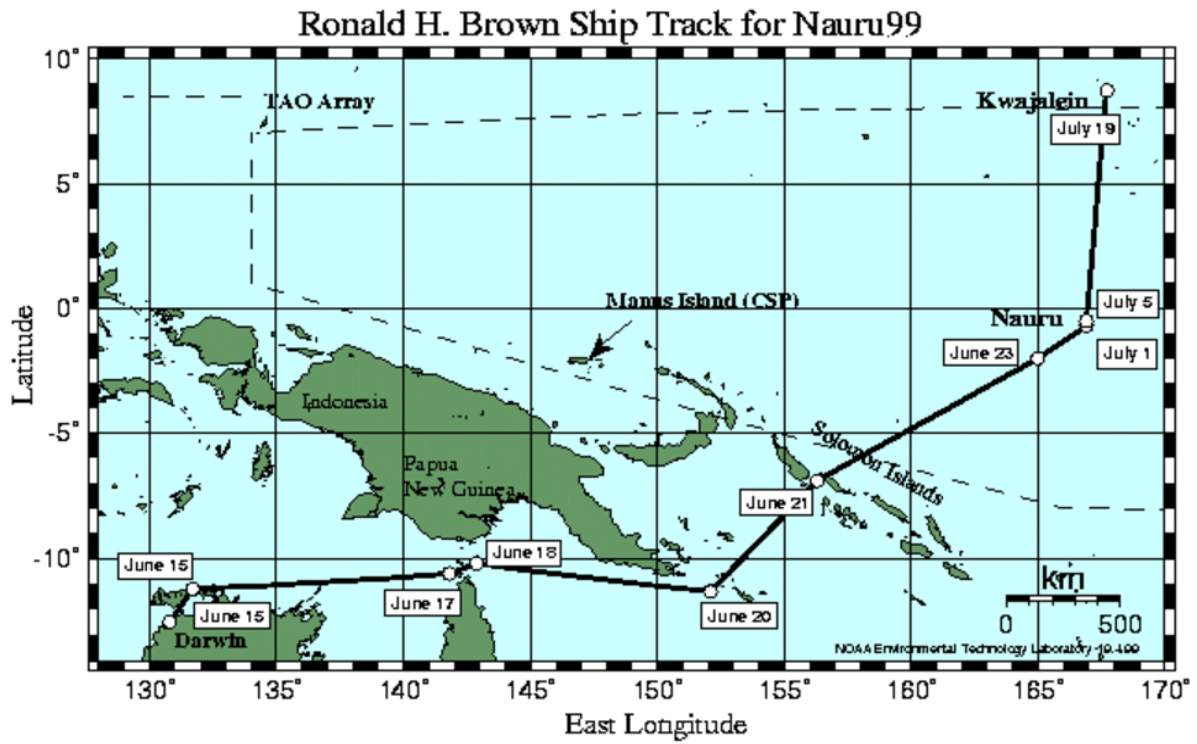 Ronald H. Brown Ship Track for Nauru99
10°
5°
0°
-5°
-10°
Latitude
TAO Array
Kwajalein
July 19
Manus Island (CSP)
July 5
Nauru
June 23
July 1
Indonesia
Solomon Islands
Papua
New Guinea
June 21
June 18
June 15
June 17
June 15
June 20
Darwin
km
0 500
NOAA Environmental Technology Laboratory
130° 135° 140° 145° 150° 155° 160° 165° 170°
East Longitude